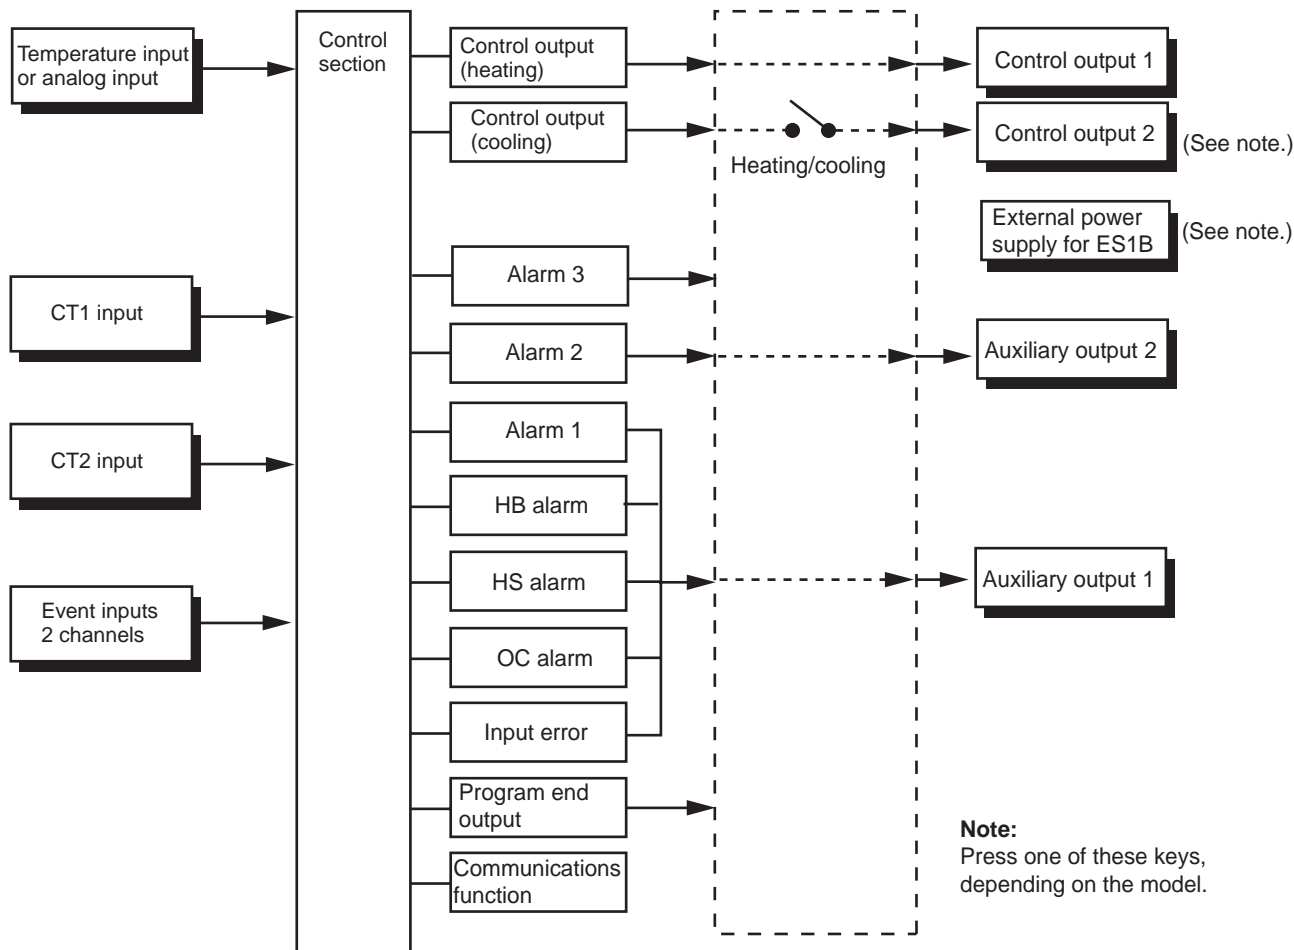 Temperature input
or analog input
CT1 input
CT2 input
Event inputs
2 channels
Control
section
Control output
(heating)
Control output
(cooling)
Alarm 3
Alarm 2
Alarm 1
HB alarm
HS alarm
OC alarm
Input error
Program end
output
Communications
function
Heating/cooling
Control output 1
Control output 2
(See note.)
External power
supply for ES1B
(See note.)
Auxiliary output 2
Auxiliary output 1
Note:
Press one of these keys,
depending on the model.